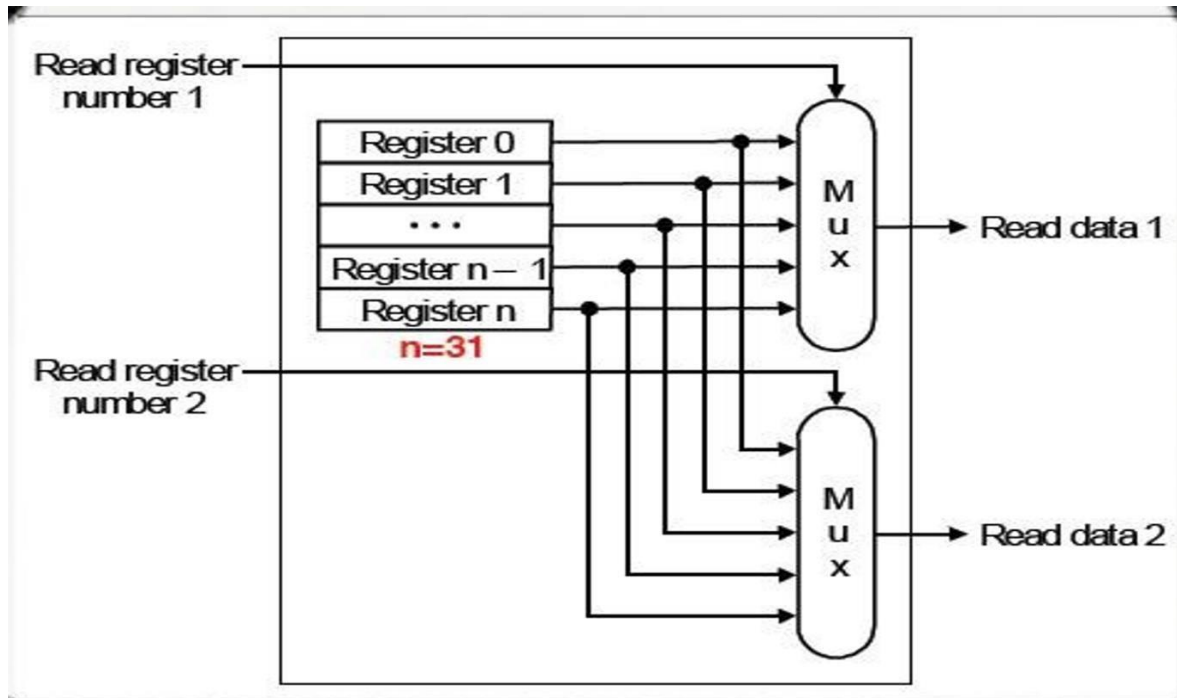 Read register
number 1
Register 0
Register 1
...
Register n – 1
Register n
n=31
M
u
x
Read data 1
Read register
number 2
M
u
x
Read data 2